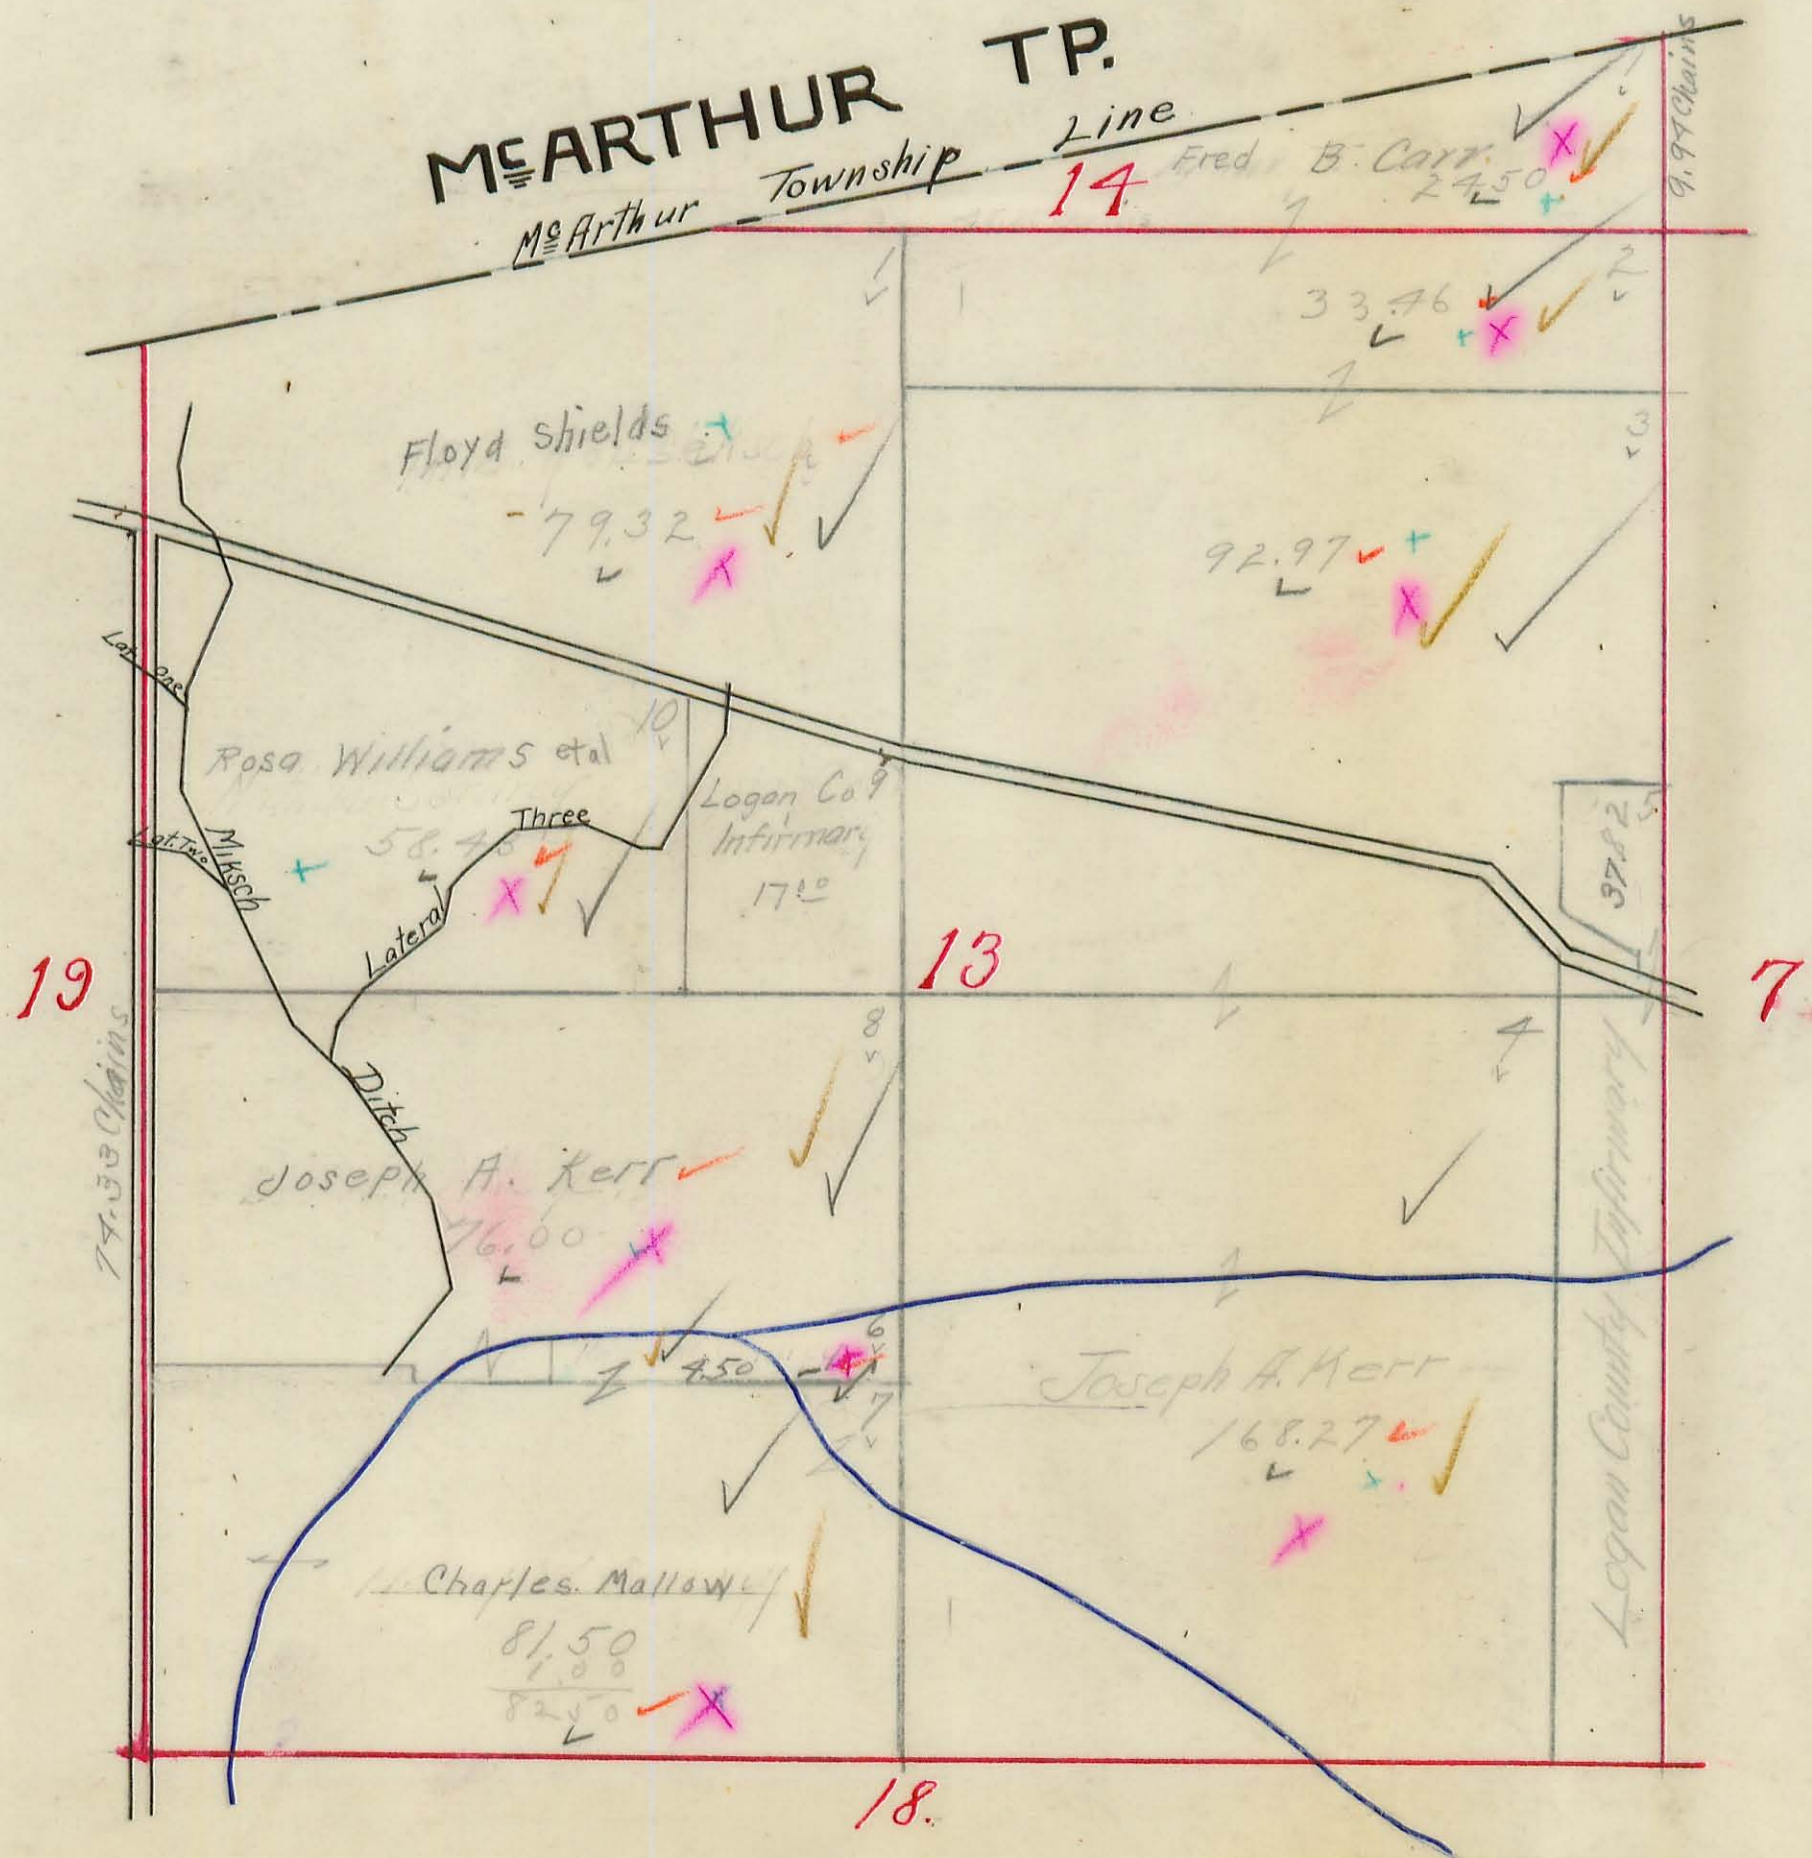 McARTHUR TP.
McArthur Township Line
9.94 Chains
1
14
Fred B. Carr
24.50
1
2
33.46
3
Floyd Shields
79.32
92.97
Lat. One
10
Rosa Williams etal
58.46
Lat. Two
Miksch
Three
Lateral
Logan Co
Infirmary
17.10
9
5
37.82
19
13
7
74.33 Chains
8
4
Ditch
Joseph A. Kerr
76.00
Logan County Infirmary
6
4.50
7
Joseph A. Kerr
168.27
Charles. Mallow
81.50
1.00
82.50
18.